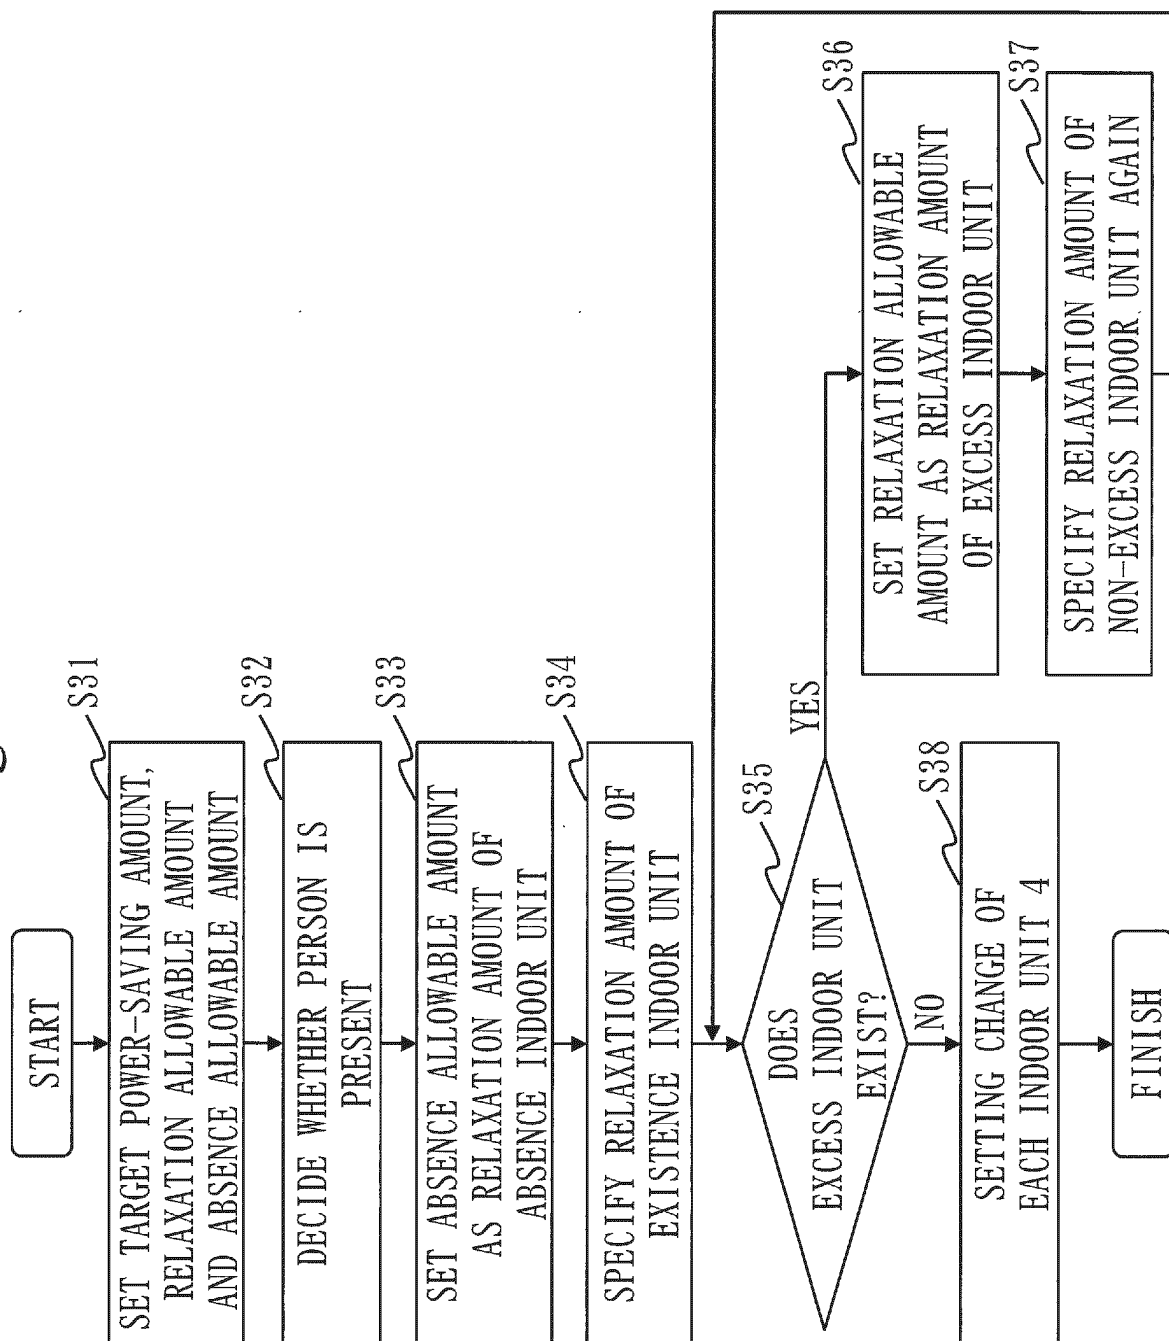 START
S31
SET TARGET POWER-SAVING AMOUNT,
RELAXATION ALLOWABLE AMOUNT
AND ABSENCE ALLOWABLE AMOUNT
S32
DECIDE WHETHER PERSON IS
PRESENT
S33
SET ABSENCE ALLOWABLE AMOUNT
AS RELAXATION AMOUNT OF
ABSENCE INDOOR UNIT
S34
SPECIFY RELAXATION AMOUNT OF
EXISTENCE INDOOR UNIT
S35
DOES
EXCESS INDOOR UNIT
EXIST?
YES
S36
SET RELAXATION ALLOWABLE
AMOUNT AS RELAXATION AMOUNT
OF EXCESS INDOOR UNIT
S37
SPECIFY RELAXATION AMOUNT OF
NON-EXCESS INDOOR UNIT AGAIN
NO
S38
SETTING CHANGE OF
EACH INDOOR UNIT 4
FINISH